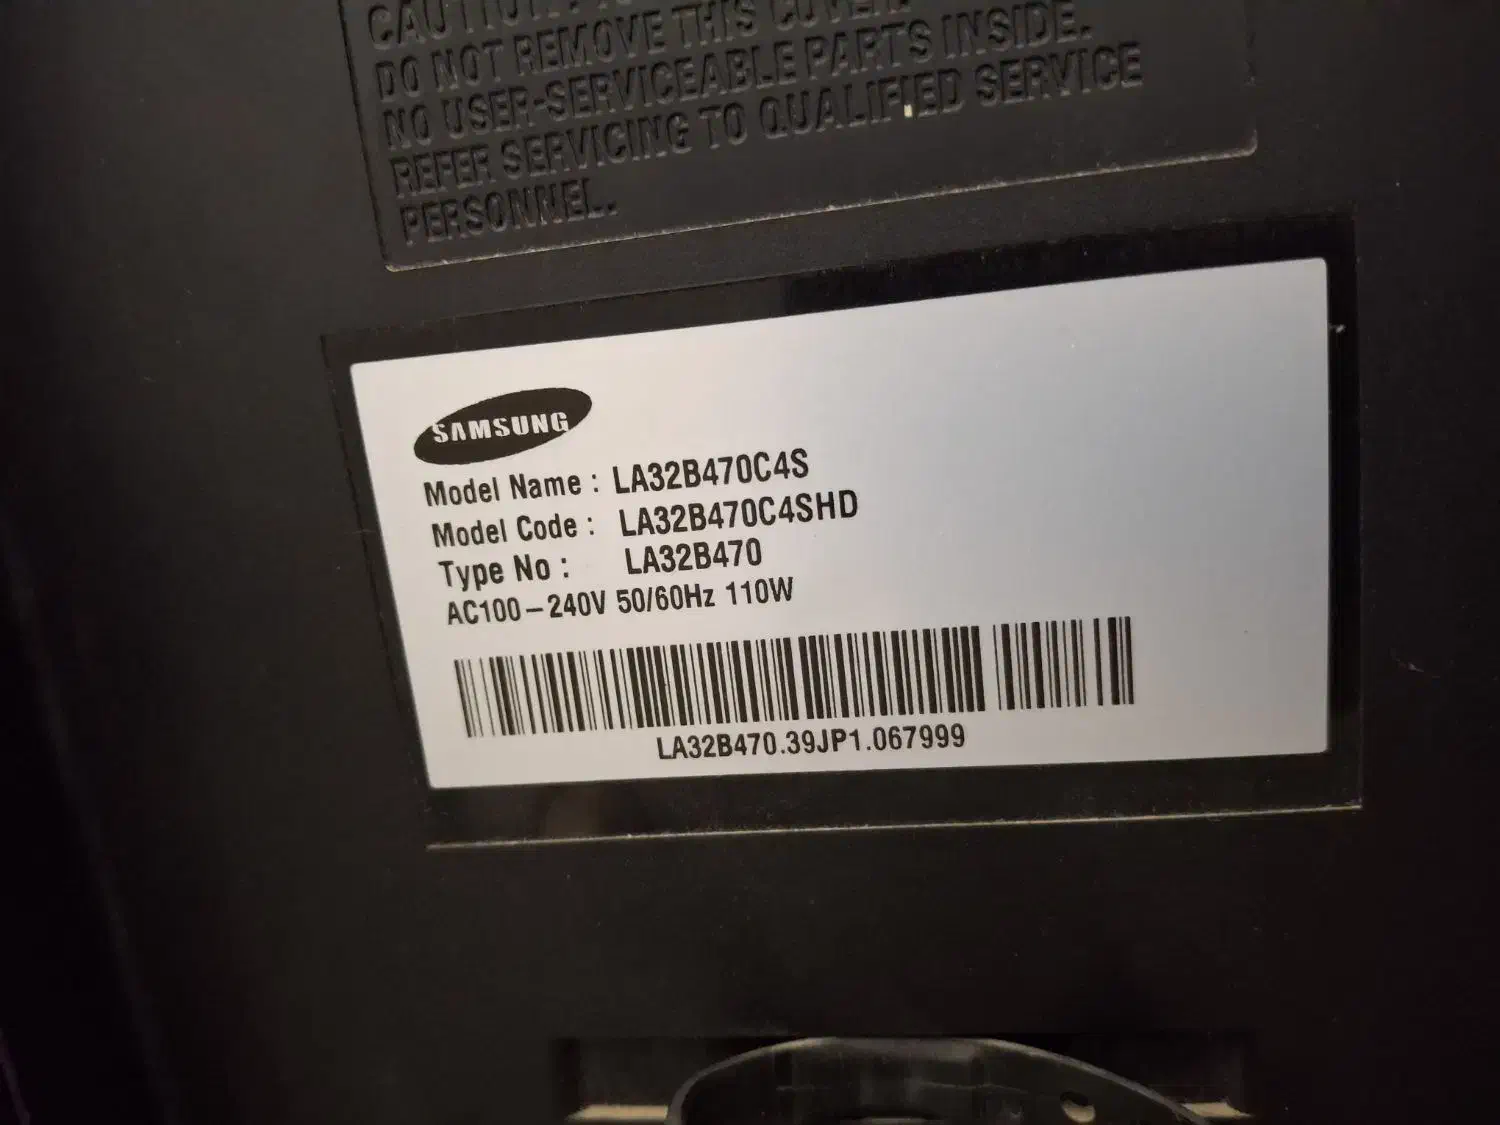 CAUTION:
DO NOT REMOVE THIS COVER.
NO USER-SERVICEABLE PARTS INSIDE.
REFER SERVICING TO QUALIFIED SERVICE
PERSONNEL.
SAMSUNG
Model Name : LA32B470C4S
Model Code : LA32B470C4SHD
Type No : LA32B470
AC100-240V 50/60Hz 110W
LA32B470.39JP1.067999